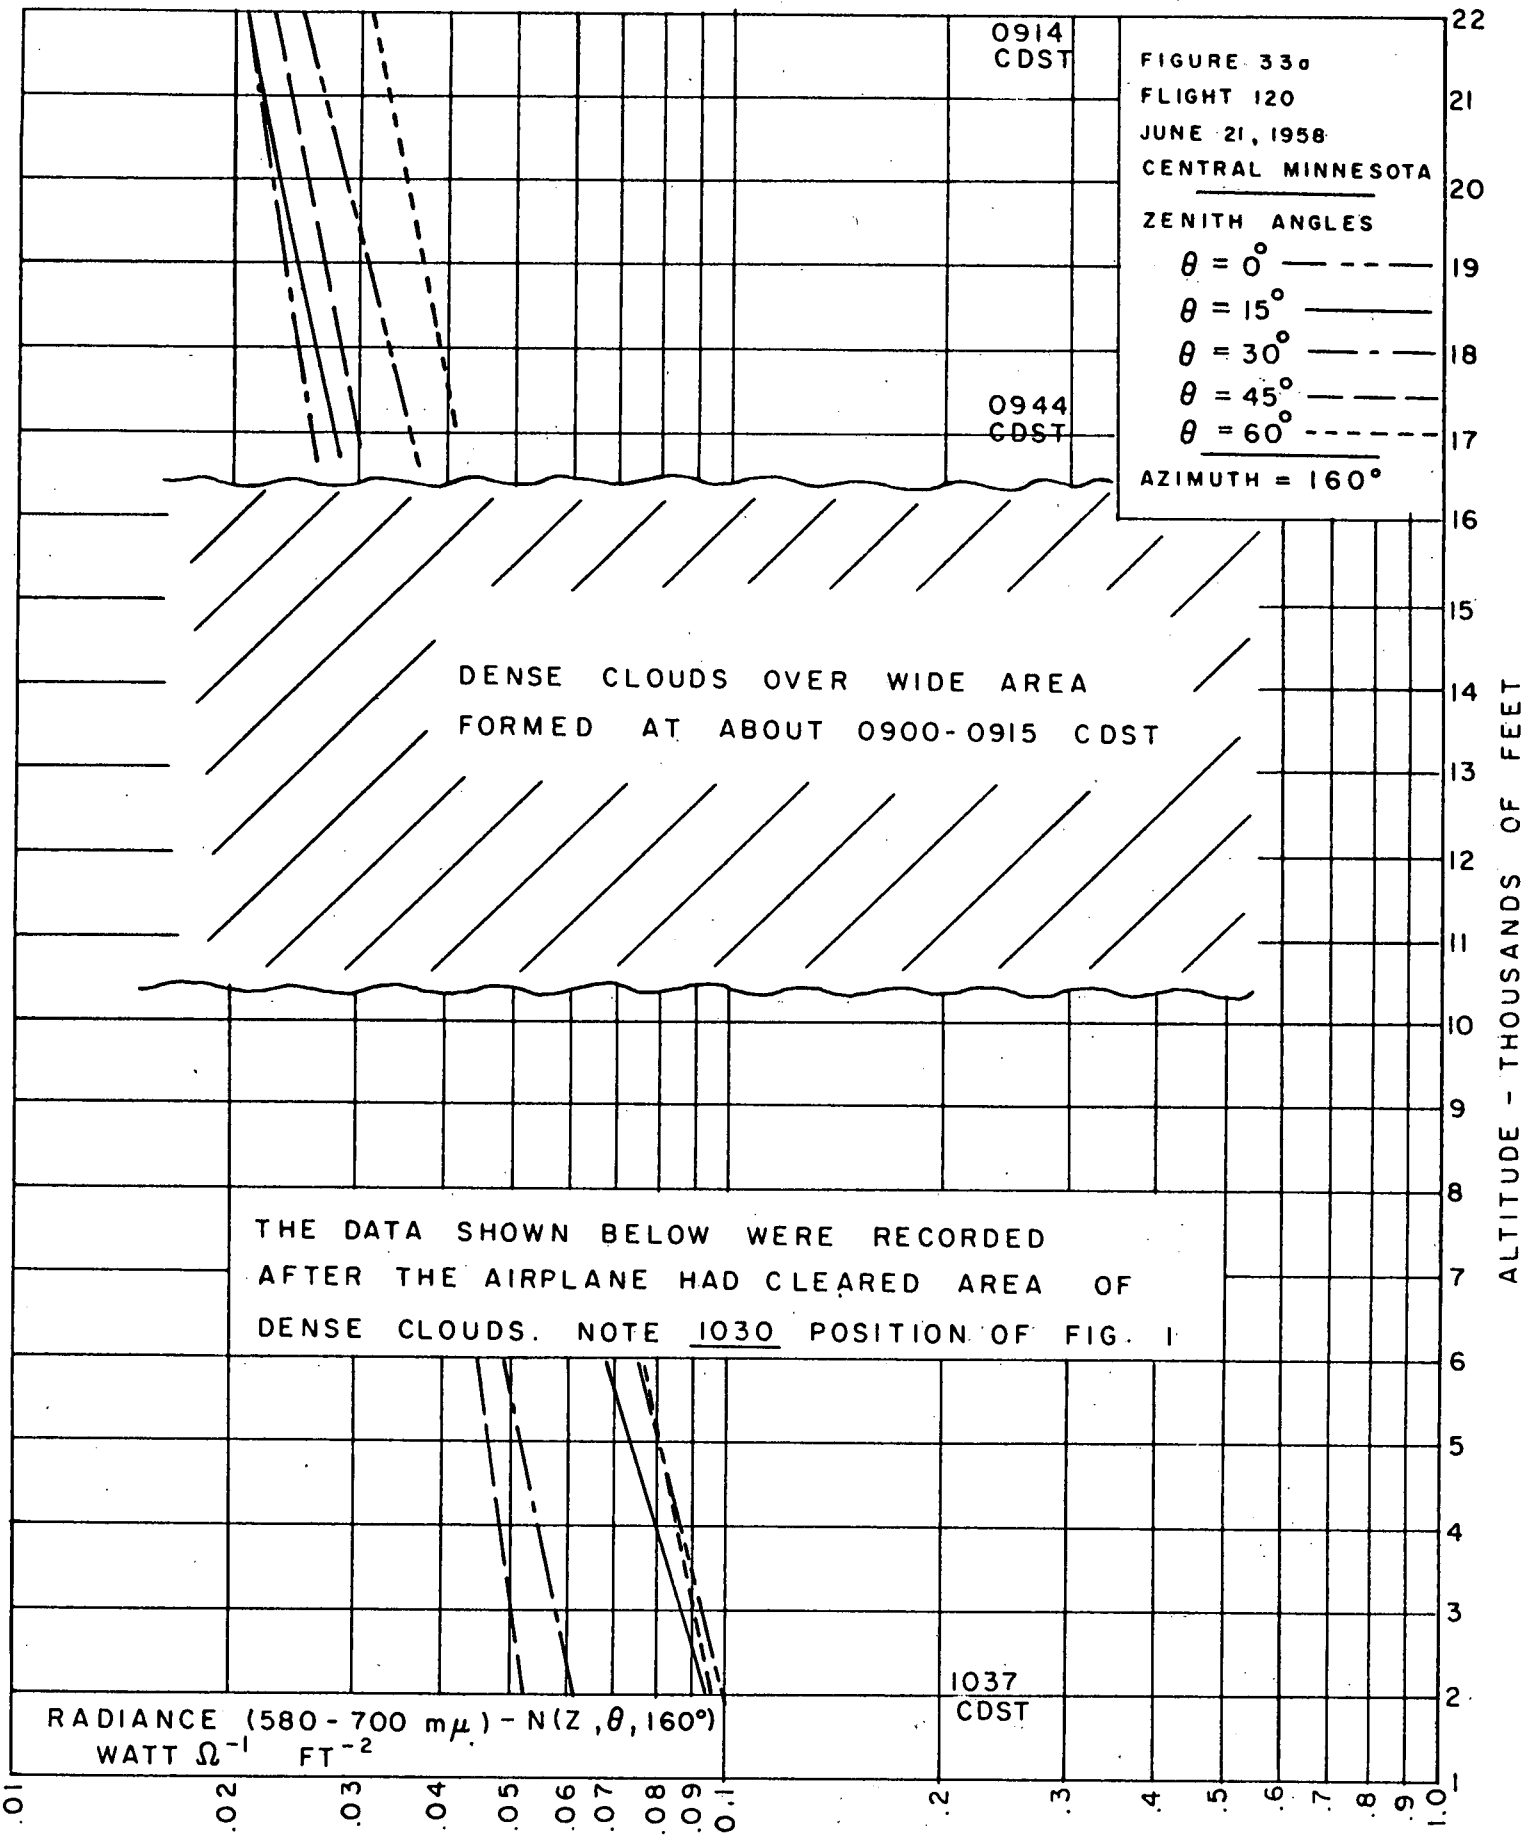 0914
CDST
FIGURE 33a
FLIGHT 120
JUNE 21, 1958
CENTRAL MINNESOTA
ZENITH ANGLES
θ = 0°
θ = 15°
θ = 30°
θ = 45°
θ = 60°
AZIMUTH = 160°
0944
CDST
DENSE CLOUDS OVER WIDE AREA
FORMED AT ABOUT 0900-0915 CDST
THE DATA SHOWN BELOW WERE RECORDED
AFTER THE AIRPLANE HAD CLEARED AREA OF
DENSE CLOUDS. NOTE 1030 POSITION OF FIG. 1
1037
CDST
RADIANCE (580-700 mμ) - N(Z,θ,160°)
WATT Ω⁻¹ FT⁻²
22
21
20
19
18
17
16
15
14
13
12
11
10
9
8
7
6
5
4
3
2
1
ALTITUDE - THOUSANDS OF FEET
.01
.02
.03
.04
.05
.06
.07
.08
.09
0.1
.2
.3
.4
.5
.6
.7
.8
.9
1.0